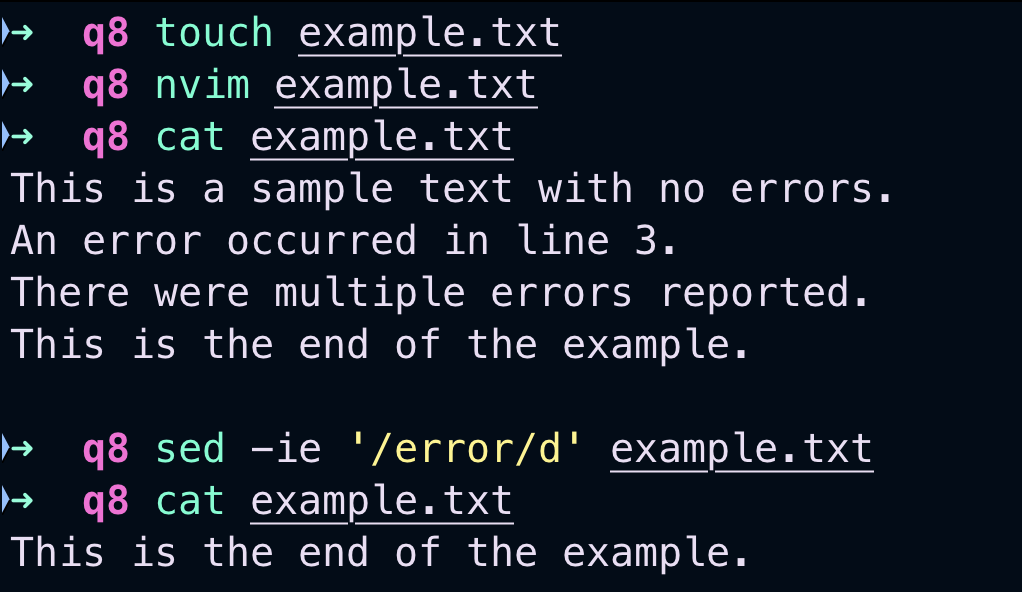 ➜  q8 touch example.txt
➜  q8 nvim example.txt
➜  q8 cat example.txt
This is a sample text with no errors.
An error occurred in line 3.
There were multiple errors reported.
This is the end of the example.

➜  q8 sed -ie '/error/d' example.txt
➜  q8 cat example.txt
This is the end of the example.